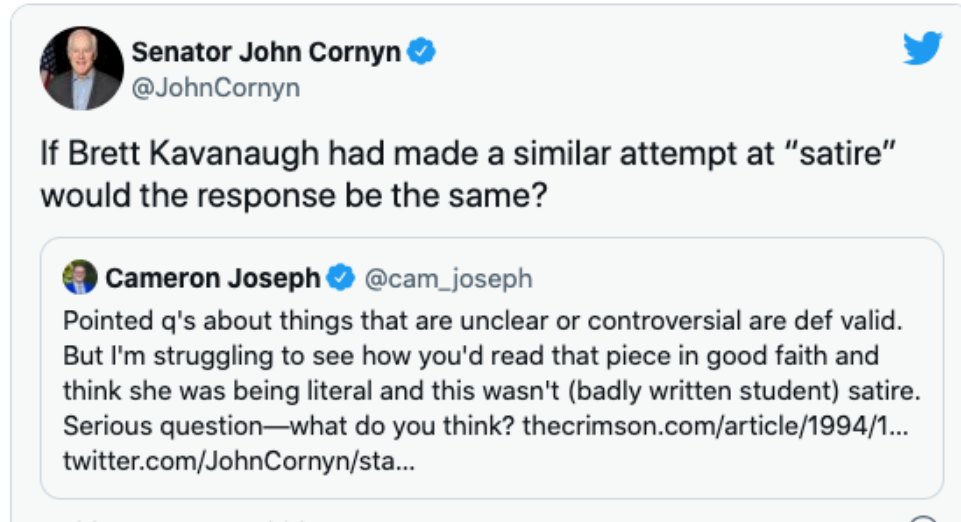 Senator John Cornyn
@JohnCornyn
If Brett Kavanaugh had made a similar attempt at “satire”
would the response be the same?
Cameron Joseph @cam_joseph
Pointed q's about things that are unclear or controversial are def valid.
But I'm struggling to see how you'd read that piece in good faith and
think she was being literal and this wasn't (badly written student) satire.
Serious question—what do you think? thecrimson.com/article/1994/1...
twitter.com/JohnCornyn/sta...